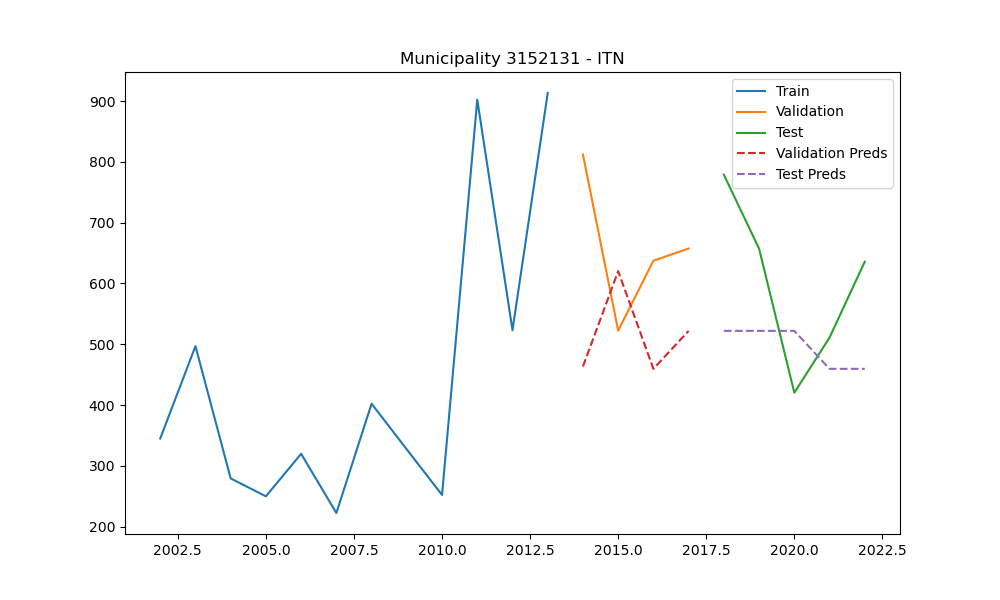 Municipality 3152131 - ITN
Train
Validation
Test
Validation Preds
Test Preds
900
800
700
600
500
400
300
200
2002.5 2005.0 2007.5 2010.0 2012.5 2015.0 2017.5 2020.0 2022.5